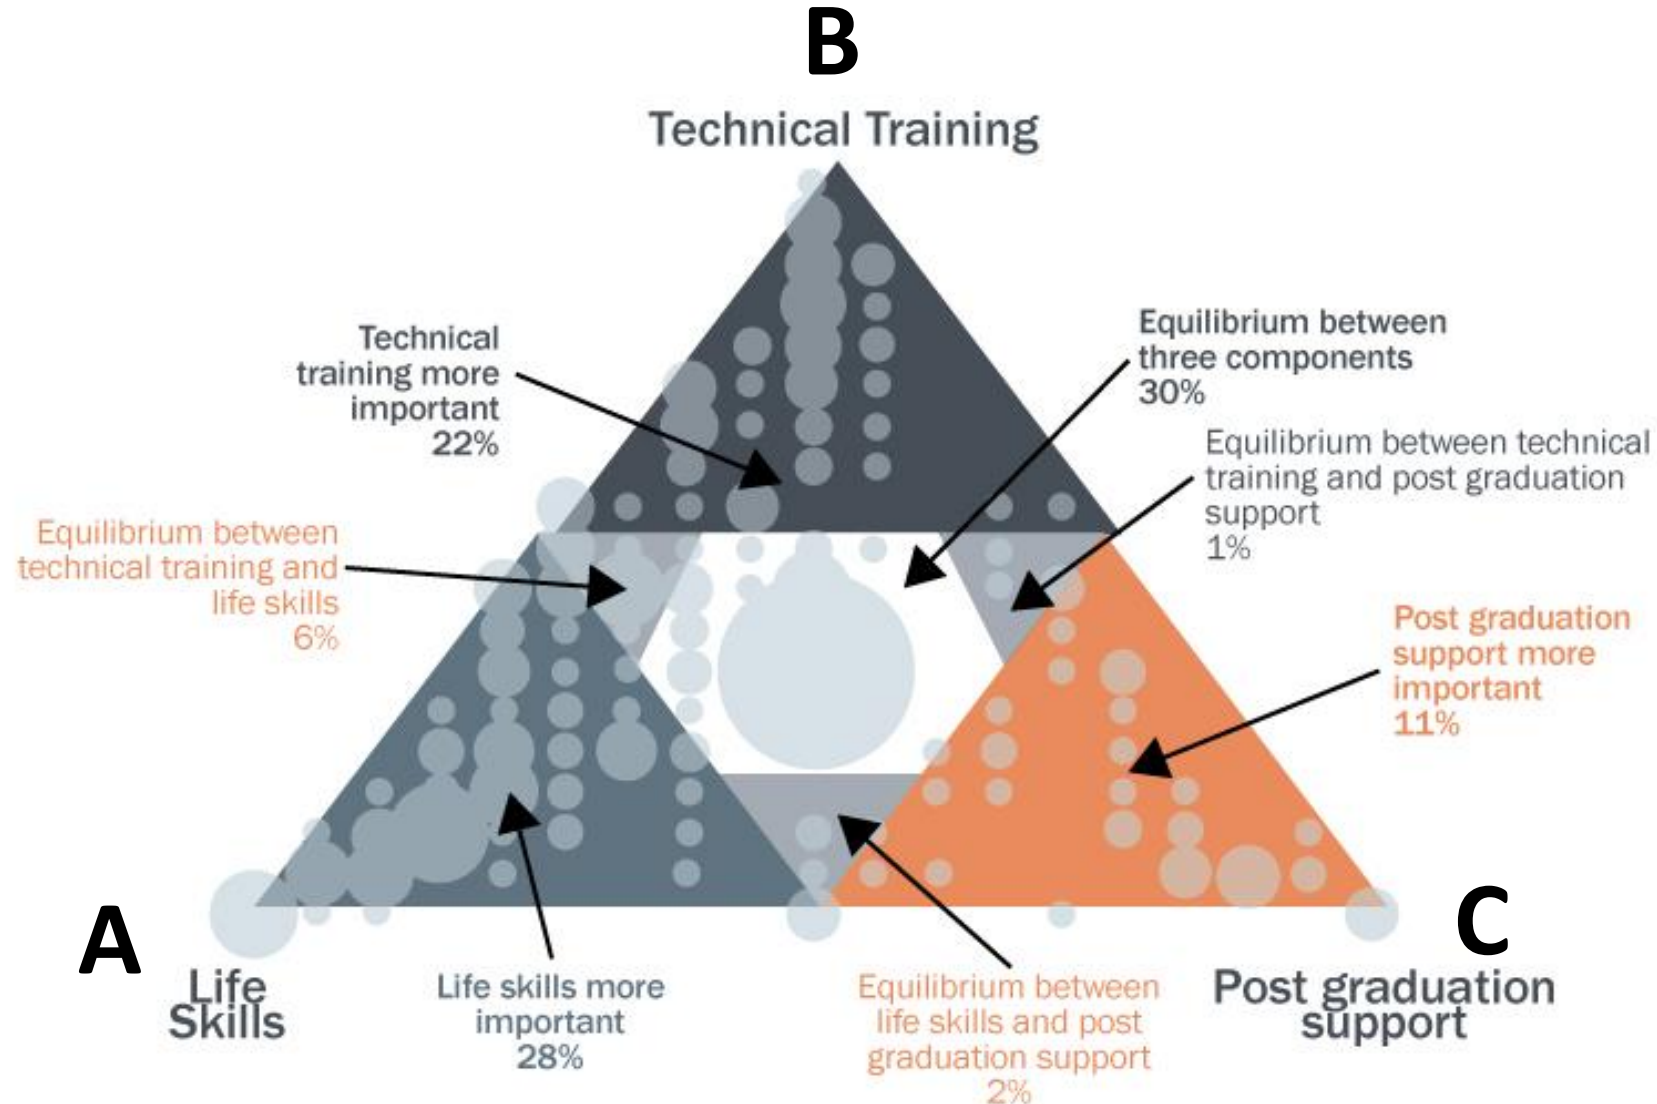 B
Technical Training
Technical
training more
important
22%
Equilibrium between
three components
30%
Equilibrium between technical
training and post graduation
support
1%
Equilibrium between
technical training and
life skills
6%
Post graduation
support more
important
11%
A
Life
Skills
Life skills more
important
28%
Equilibrium between
life skills and post
graduation support
2%
C
Post graduation
support